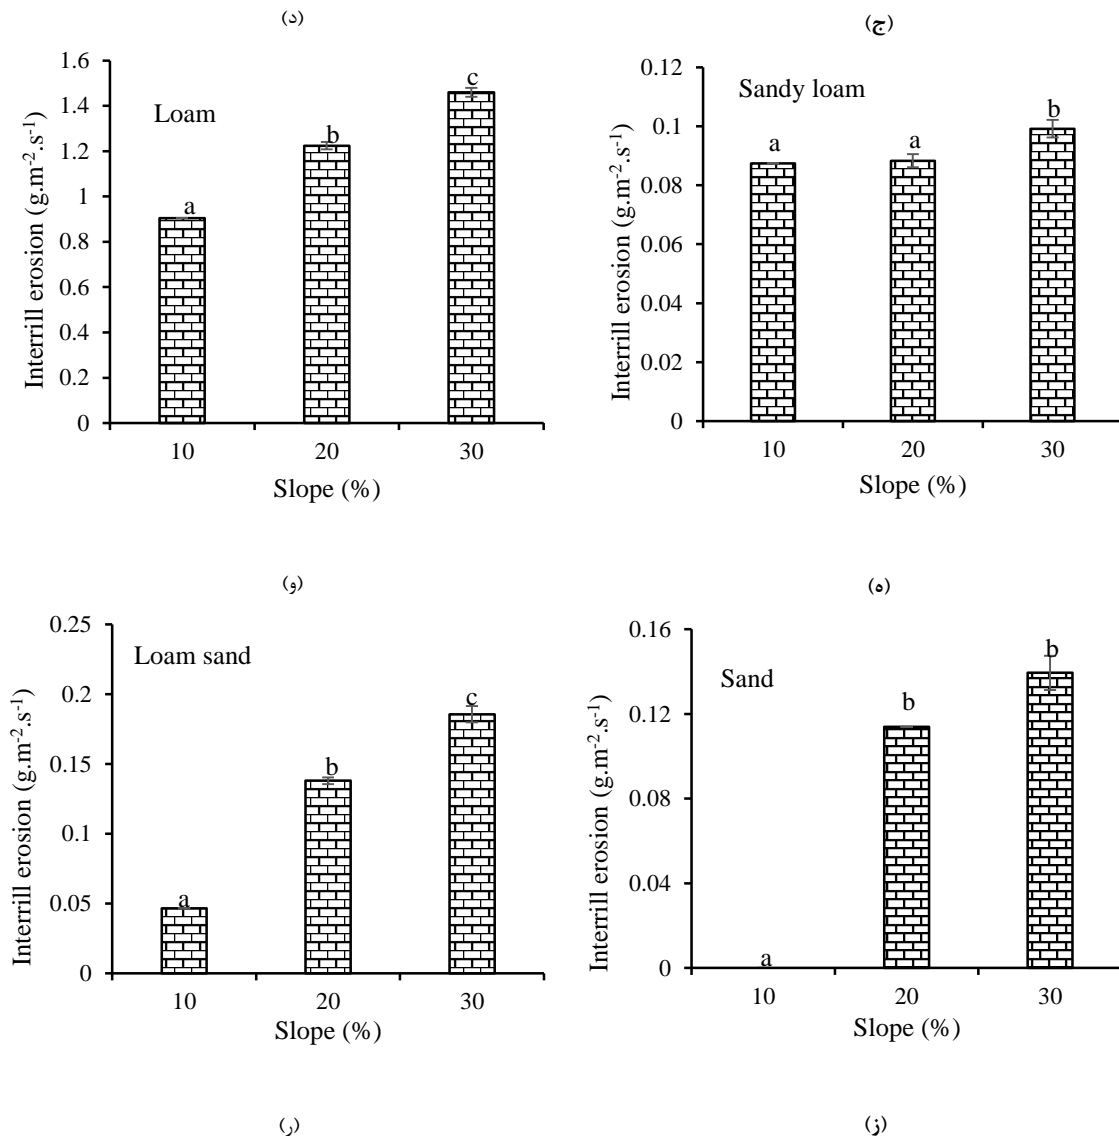 (د)
(ج)
1.6
1.4
1.2
1
0.8
0.6
0.4
0.2
0
Interrill erosion (g.m-2.s-1)
Loam
a
b
c
10 20 30
Slope (%)
0.12
0.1
0.08
0.06
0.04
0.02
0
Interrill erosion (g.m-2.s-1)
Sandy loam
a
a
b
10 20 30
Slope (%)
(و)
(ه)
0.25
0.2
0.15
0.1
0.05
0
Interrill erosion (g.m-2.s-1)
Loam sand
a
b
c
10 20 30
Slope (%)
0.16
0.12
0.08
0.04
0
Interrill erosion (g.m-2.s-1)
Sand
a
b
b
10 20 30
Slope (%)
(ر)
(ز)